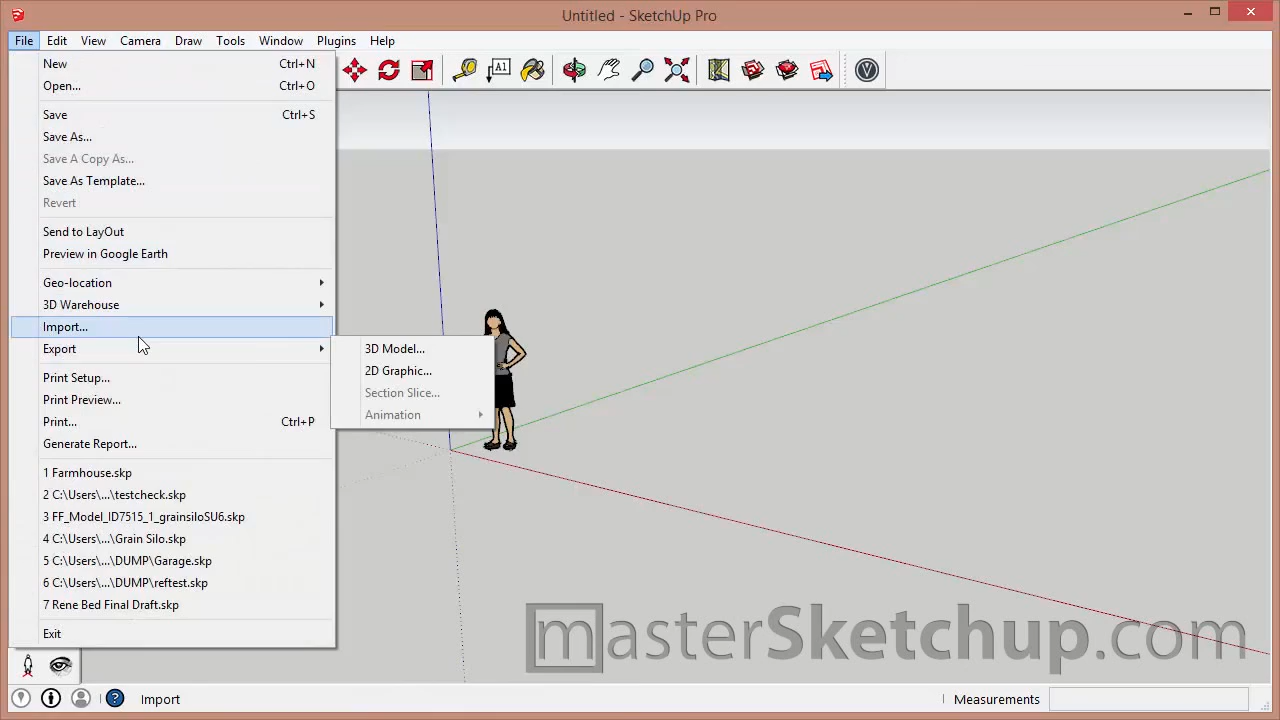 Untitled - SketchUp Pro
File Edit View Camera Draw Tools Window Plugins Help
A1
V
New Ctrl+N
Open... Ctrl+O
Save Ctrl+S
Save As...
Save A Copy As...
Save As Template...
Revert
Send to LayOut
Preview in Google Earth
Geo-location
3D Warehouse
Import...
Export
3D Model...
2D Graphic...
Section Slice...
Animation
Print Setup...
Print Preview...
Print... Ctrl+P
Generate Report...
1 Farmhouse.skp
2 C:\Users\...\testcheck.skp
3 FF_Model_ID7515_1_grainsiloSU6.skp
4 C:\Users\...\Grain Silo.skp
5 C:\Users\...\DUMP\Garage.skp
6 C:\Users\...\DUMP\reftest.skp
7 Rene Bed Final Draft.skp
Exit
masterSketchup.com
Import
Measurements